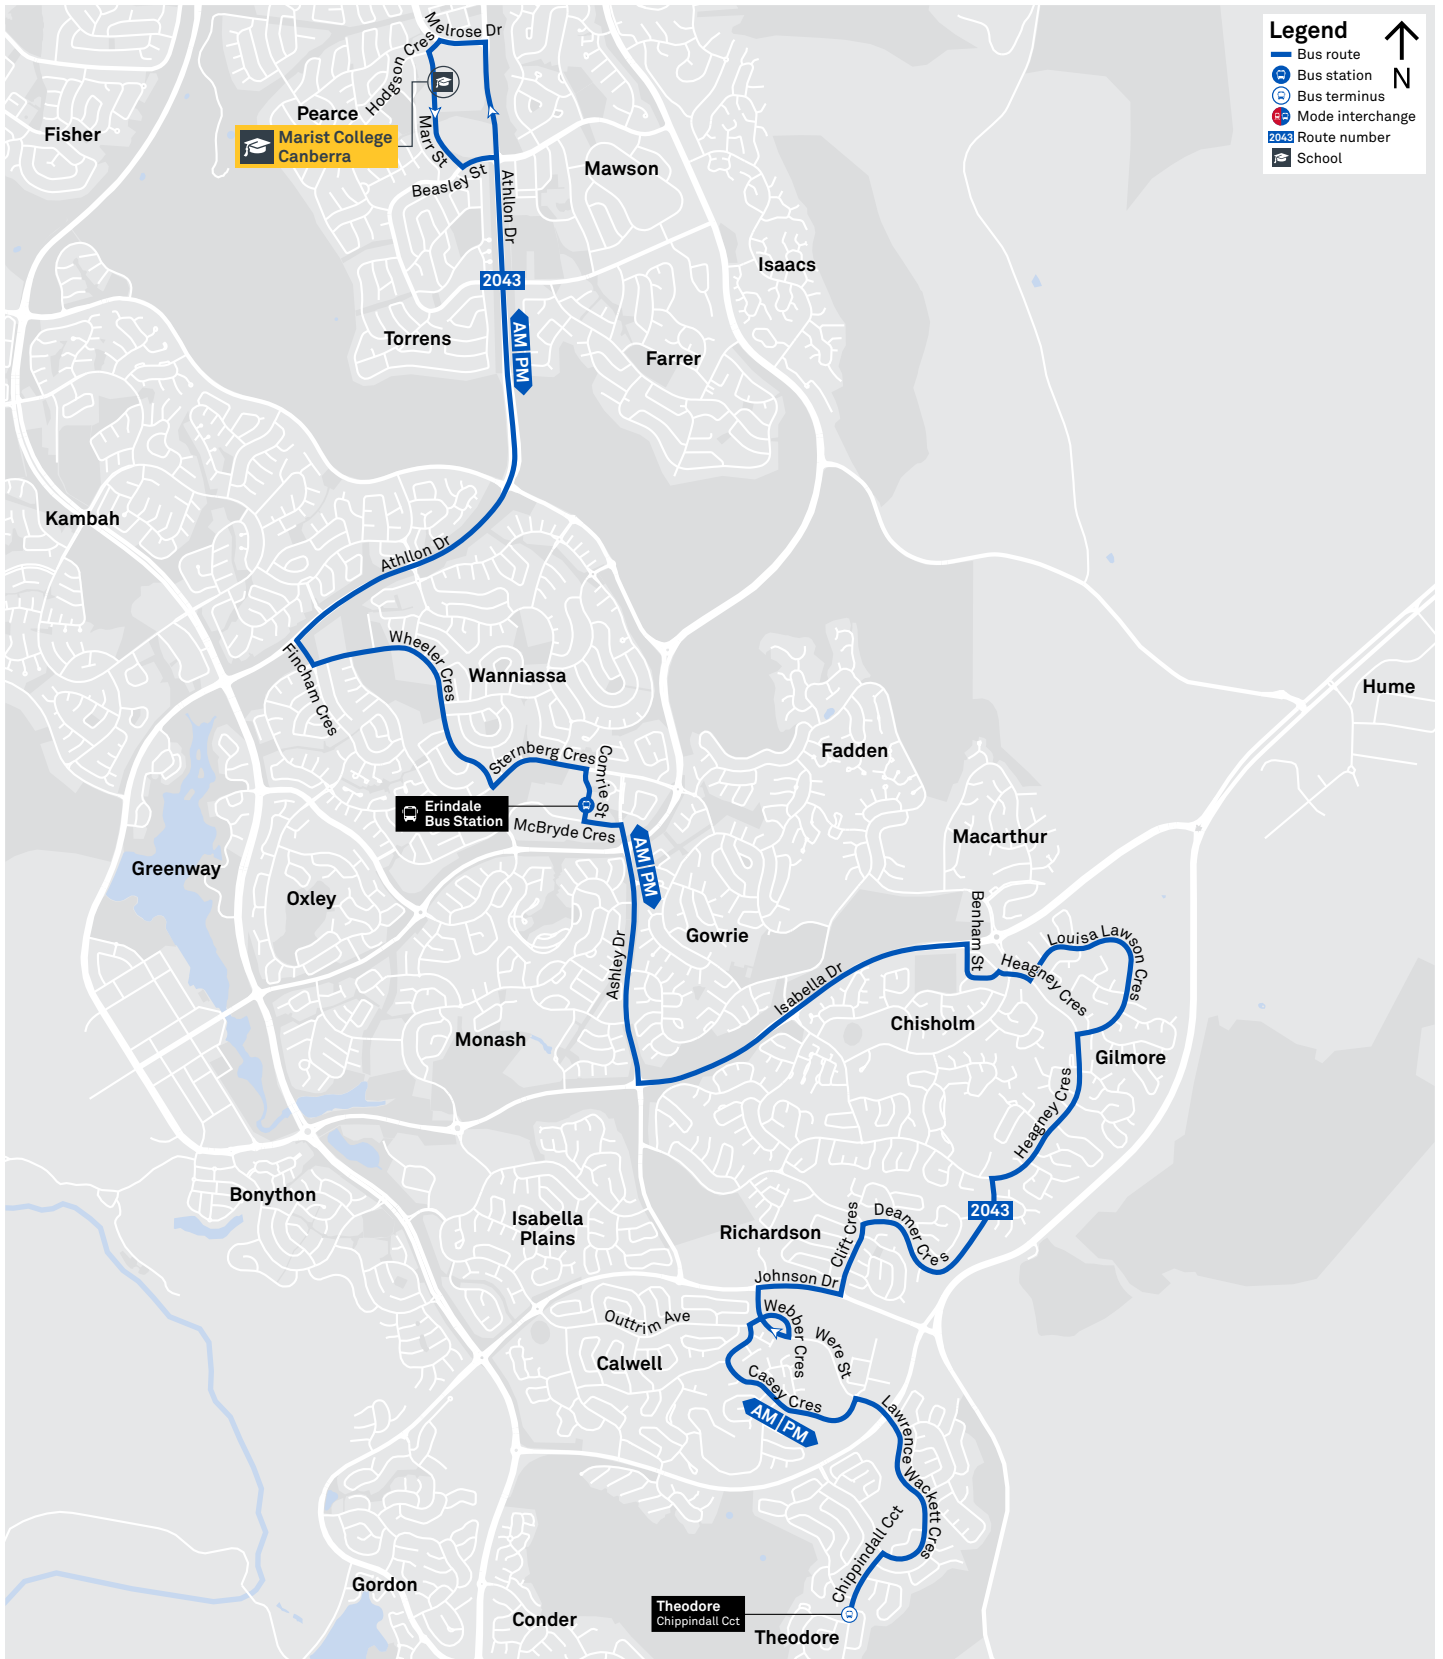 Legend
N
Bus route
Bus station
Bus terminus
Mode interchange
2043 Route number
School
Melrose Dr
Hodgson Cres
Pearce
Fisher
Marist College
Canberra
Marr St
Beasley St
Athllon Dr
Mawson
2043
Isaacs
Torrens
AM PM
Farrer
Kambah
Athllon Dr
Fincham Cres
Wheeler Cres
Wanniassa
Hume
Sternberg Cres
Comrie St
Fadden
Erindale
Bus Station
McBryde Cres
AM PM
Macarthur
Greenway
Oxley
Benham St
Gowrie
Louisa Lawson Cres
Ashley Dr
Isabella Dr
Heagney Cres
Chisholm
Monash
Gilmore
Heagney Cres
Bonython
Isabella
Plains
Richardson
Clift Cres
Deamer Cres
2043
Johnson Dr
Outtrim Ave
Webber Cres
Were St
Calwell
Casey Cres
AM PM
Lawrence Wackett Cres
Chippindall Cct
Gordon
Conder
Theodore
Chippindall Cct
Theodore